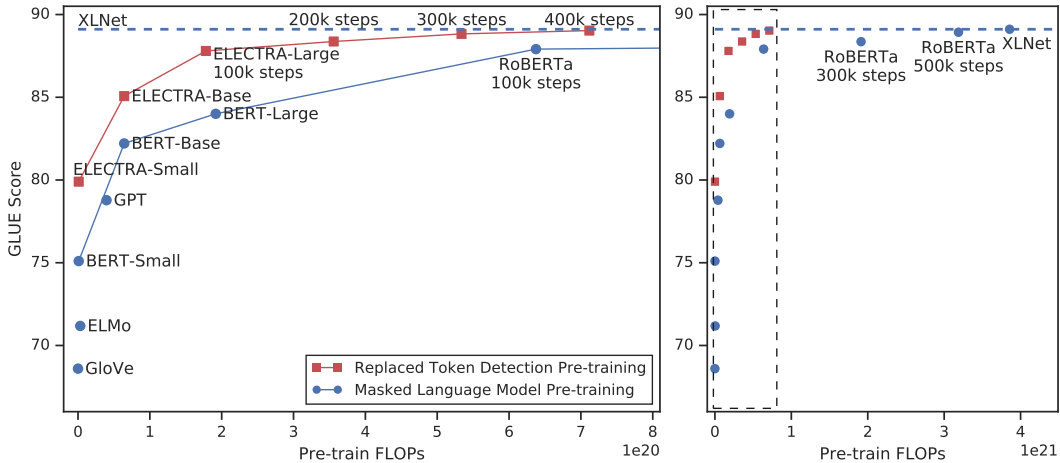 90
85
80
75
70
GLUE Score
XLNet
200k steps
300k steps
400k steps
ELECTRA-Large
100k steps
RoBERTa
100k steps
ELECTRA-Base
BERT-Large
BERT-Base
ELECTRA-Small
GPT
BERT-Small
ELMo
GloVe
Replaced Token Detection Pre-training
Masked Language Model Pre-training
0 1 2 3 4 5 6 7 8
1e20
Pre-train FLOPs
90
85
80
75
70
RoBERTa
300k steps
RoBERTa
500k steps
XLNet
0 1 2 3 4
1e21
Pre-train FLOPs